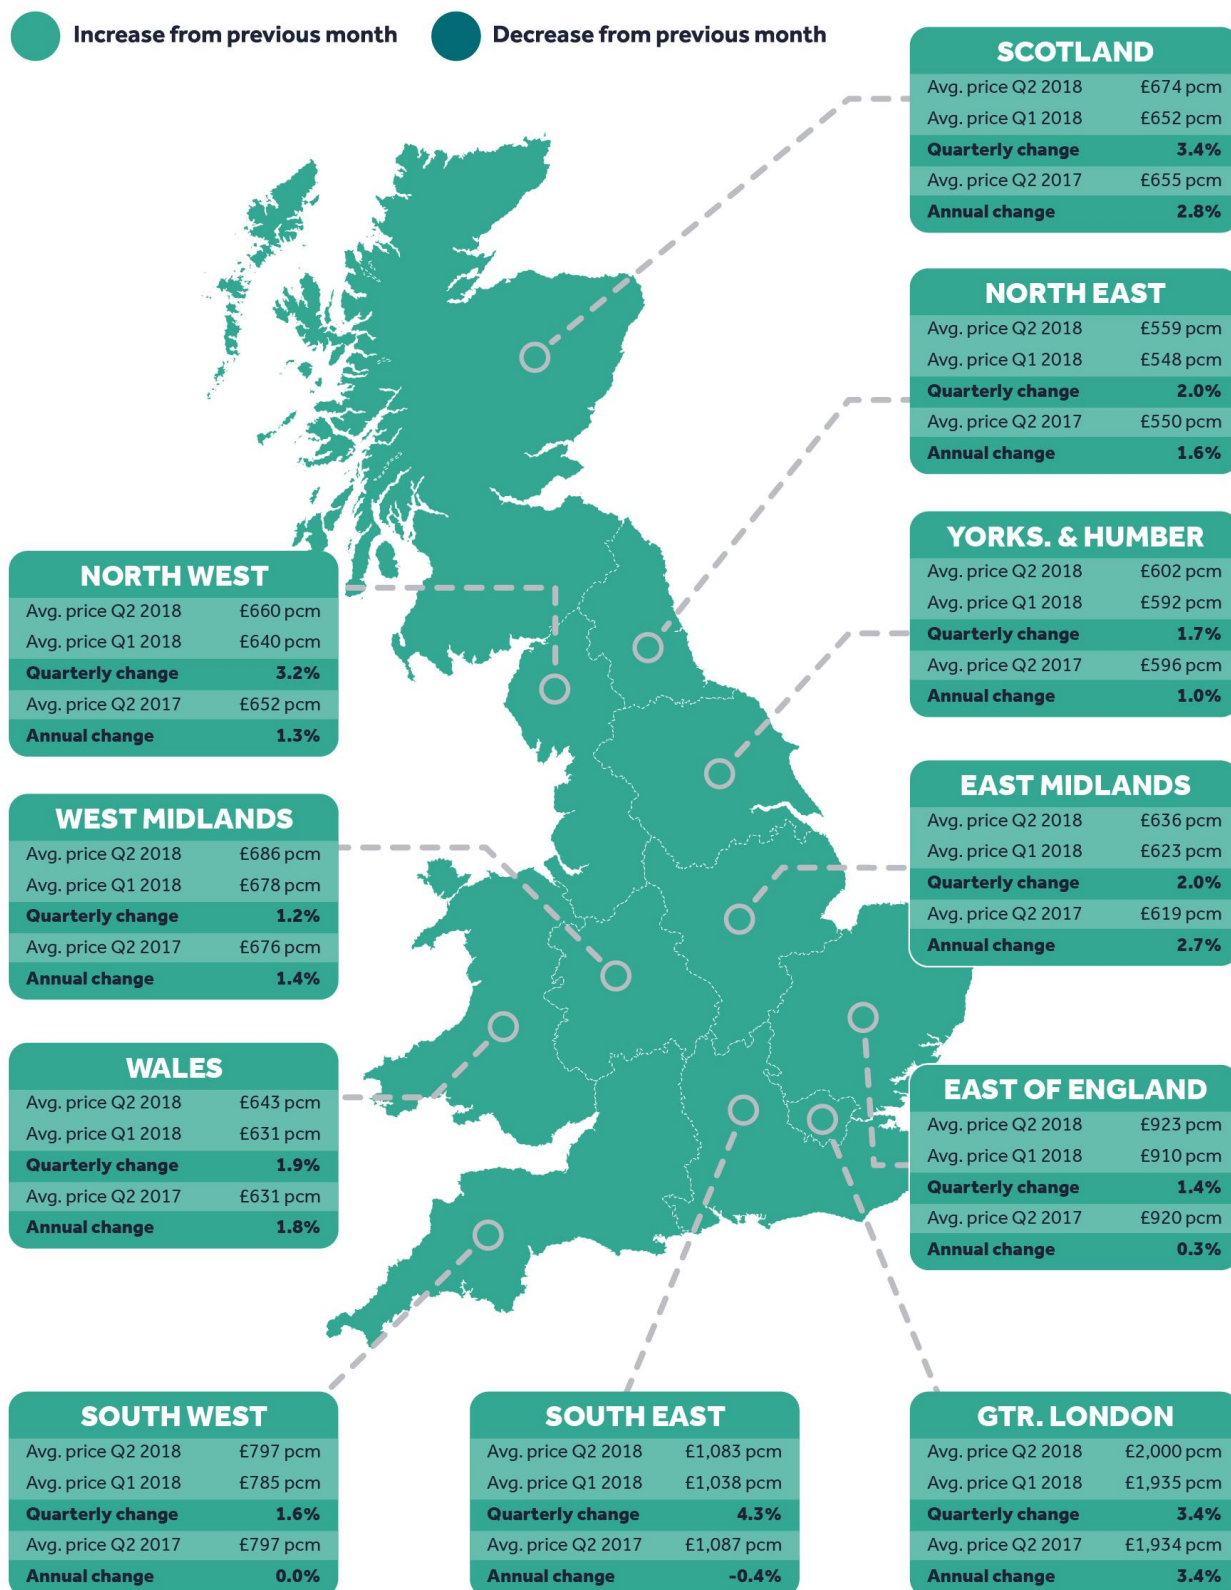 Increase from previous month
Decrease from previous month
SCOTLAND
Avg. price Q2 2018 £674 pcm
Avg. price Q1 2018 £652 pcm
Quarterly change 3.4%
Avg. price Q2 2017 £655 pcm
Annual change 2.8%
NORTH EAST
Avg. price Q2 2018 £559 pcm
Avg. price Q1 2018 £548 pcm
Quarterly change 2.0%
Avg. price Q2 2017 £550 pcm
Annual change 1.6%
YORKS. & HUMBER
Avg. price Q2 2018 £602 pcm
Avg. price Q1 2018 £592 pcm
Quarterly change 1.7%
Avg. price Q2 2017 £596 pcm
Annual change 1.0%
NORTH WEST
Avg. price Q2 2018 £660 pcm
Avg. price Q1 2018 £640 pcm
Quarterly change 3.2%
Avg. price Q2 2017 £652 pcm
Annual change 1.3%
EAST MIDLANDS
Avg. price Q2 2018 £636 pcm
Avg. price Q1 2018 £623 pcm
Quarterly change 2.0%
Avg. price Q2 2017 £619 pcm
Annual change 2.7%
WEST MIDLANDS
Avg. price Q2 2018 £686 pcm
Avg. price Q1 2018 £678 pcm
Quarterly change 1.2%
Avg. price Q2 2017 £676 pcm
Annual change 1.4%
WALES
Avg. price Q2 2018 £643 pcm
Avg. price Q1 2018 £631 pcm
Quarterly change 1.9%
Avg. price Q2 2017 £631 pcm
Annual change 1.8%
EAST OF ENGLAND
Avg. price Q2 2018 £923 pcm
Avg. price Q1 2018 £910 pcm
Quarterly change 1.4%
Avg. price Q2 2017 £920 pcm
Annual change 0.3%
SOUTH WEST
Avg. price Q2 2018 £797 pcm
Avg. price Q1 2018 £785 pcm
Quarterly change 1.6%
Avg. price Q2 2017 £797 pcm
Annual change 0.0%
SOUTH EAST
Avg. price Q2 2018 £1,083 pcm
Avg. price Q1 2018 £1,038 pcm
Quarterly change 4.3%
Avg. price Q2 2017 £1,087 pcm
Annual change -0.4%
GTR. LONDON
Avg. price Q2 2018 £2,000 pcm
Avg. price Q1 2018 £1,935 pcm
Quarterly change 3.4%
Avg. price Q2 2017 £1,934 pcm
Annual change 3.4%